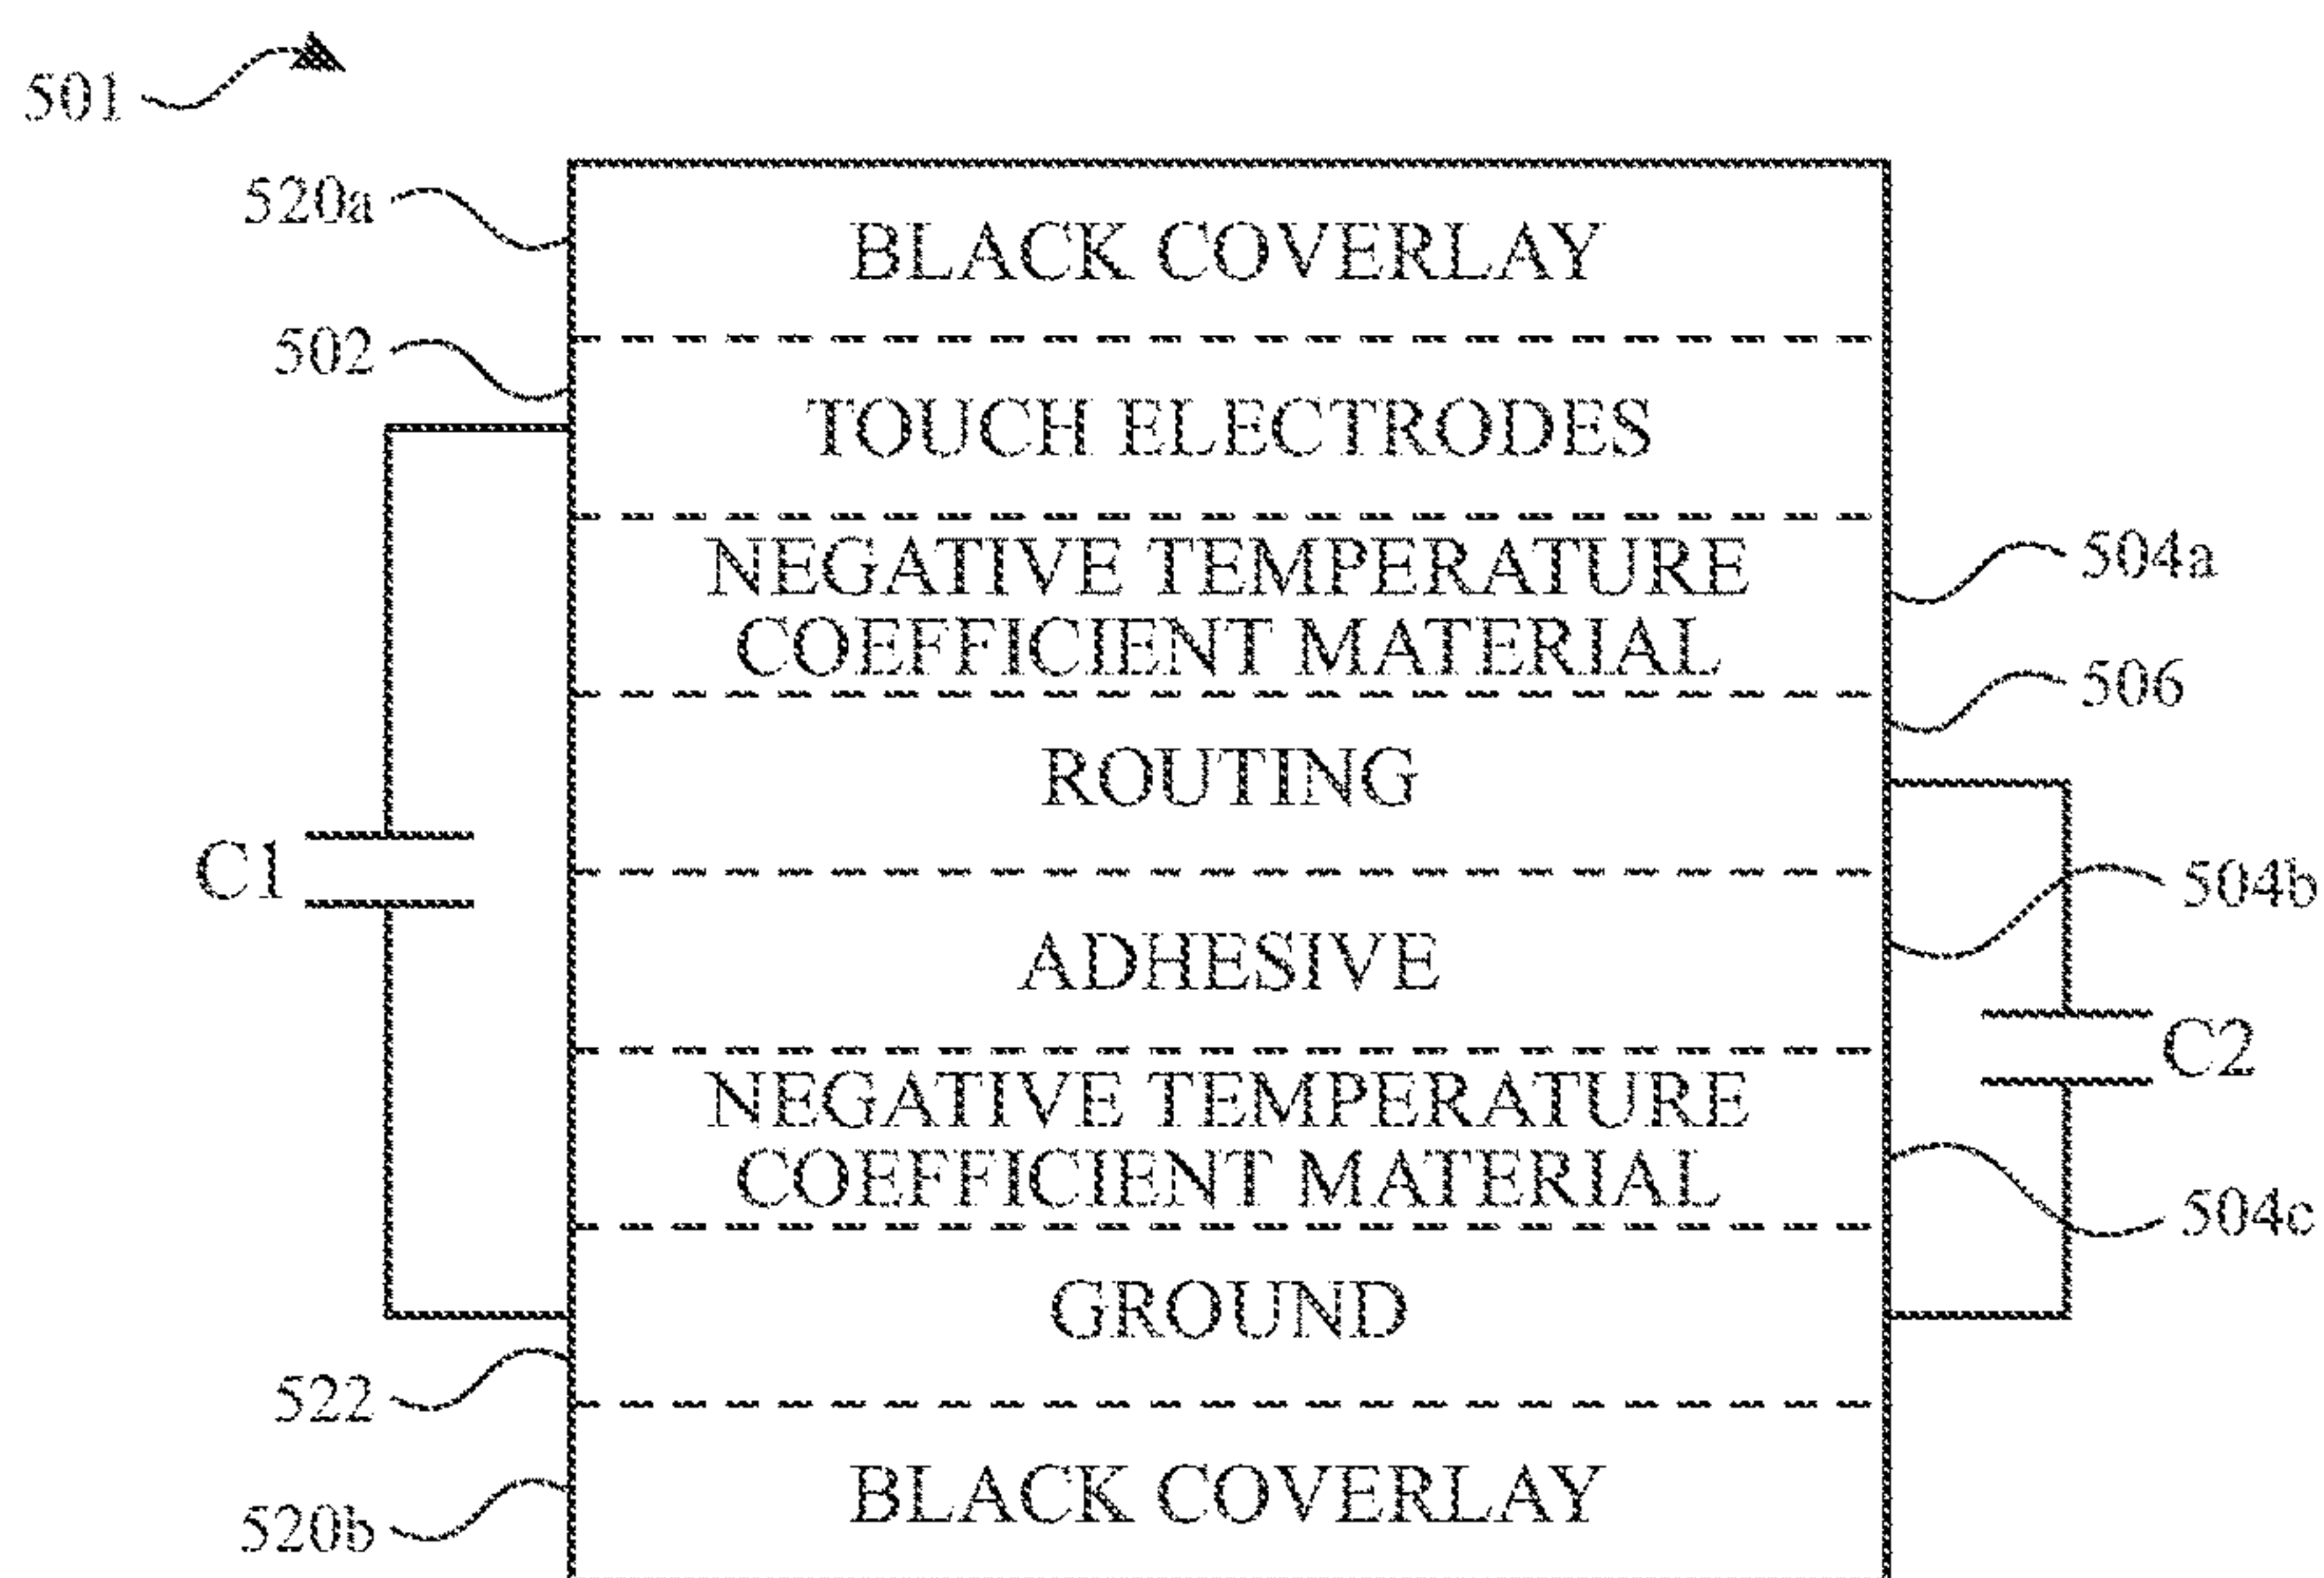 501
520a
BLACK COVERLAY
502
TOUCH ELECTRODES
NEGATIVE TEMPERATURE
COEFFICIENT MATERIAL
504a
506
ROUTING
C1
504b
ADHESIVE
C2
NEGATIVE TEMPERATURE
COEFFICIENT MATERIAL
504c
GROUND
522
BLACK COVERLAY
520b